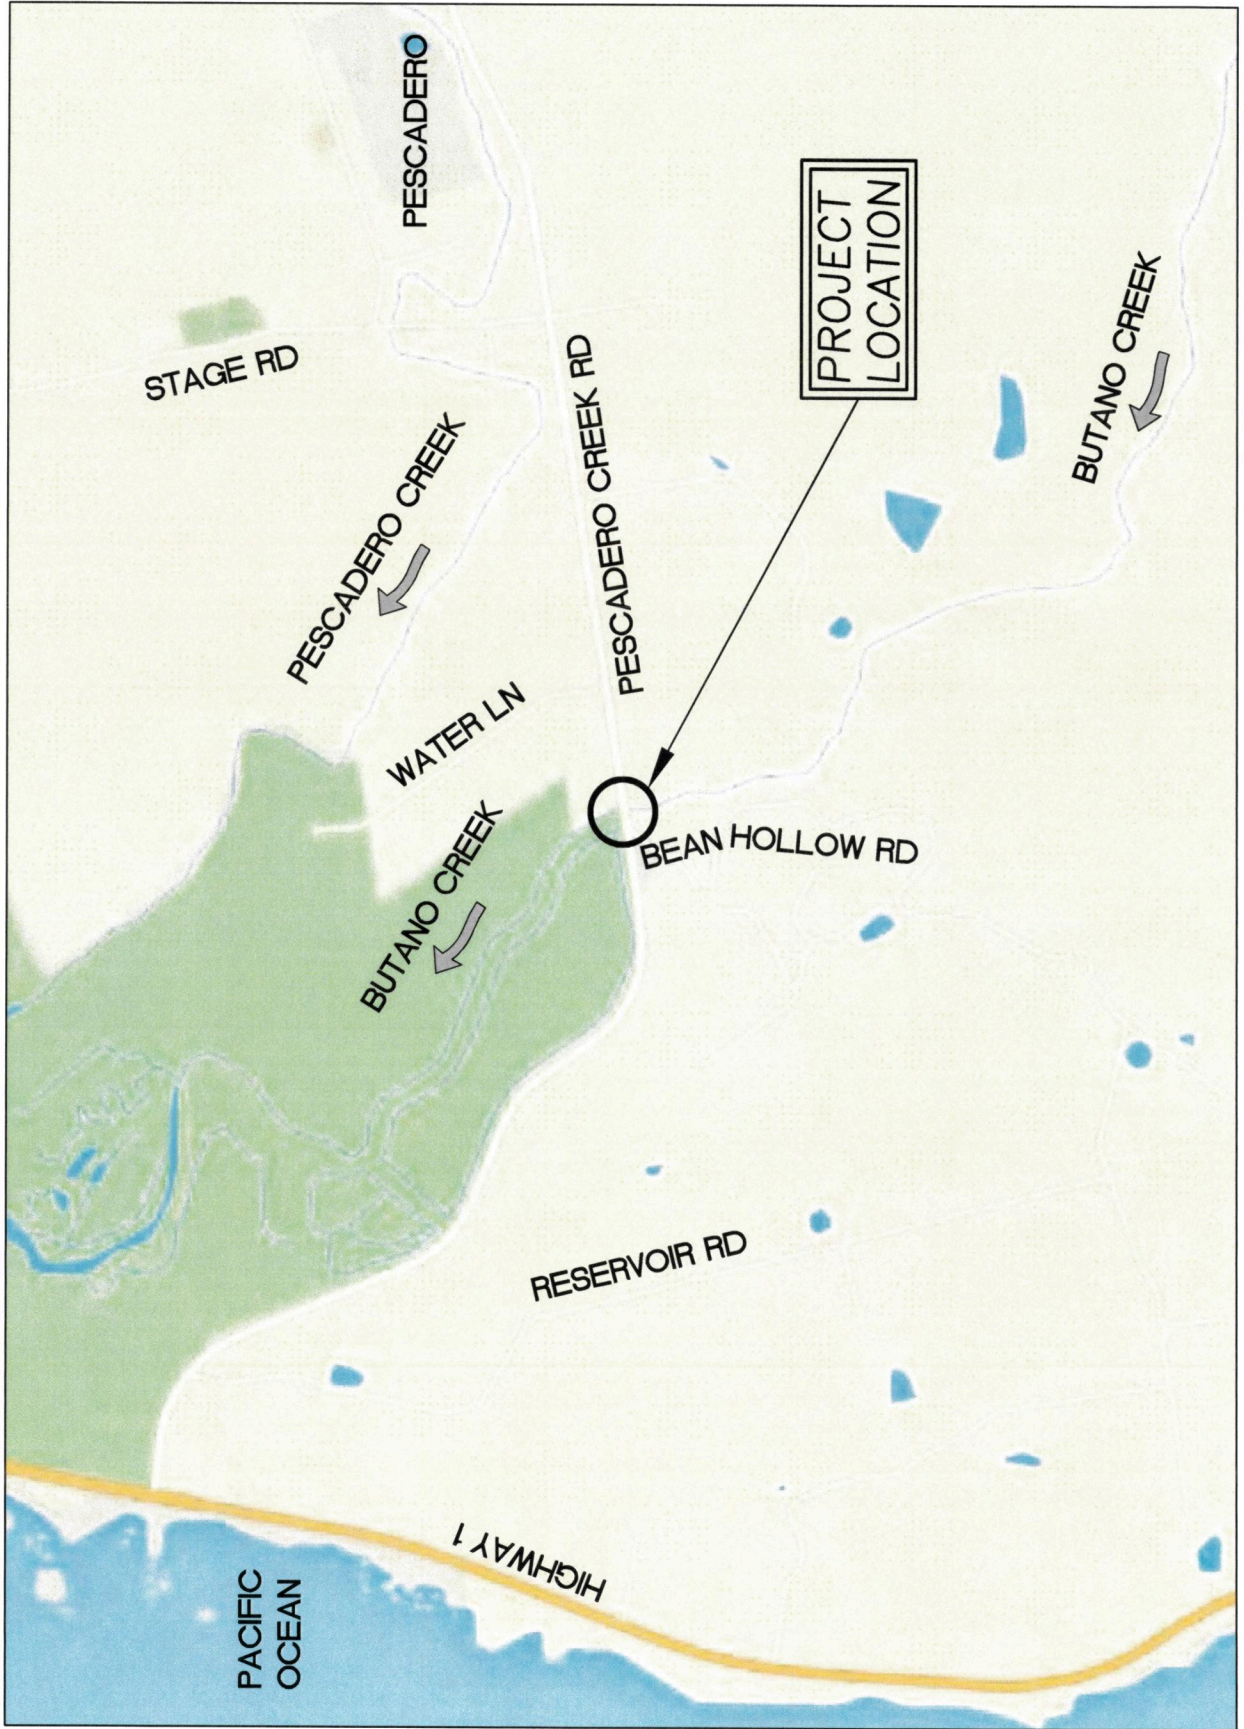 PESCADERO
STAGE RD
PESCADERO CREEK
PESCADERO CREEK RD
PROJECT
LOCATION
BUTANO CREEK
WATER LN
BUTANO CREEK
BEAN HOLLOW RD
RESERVOIR RD
HIGHWAY 1
PACIFIC
OCEAN